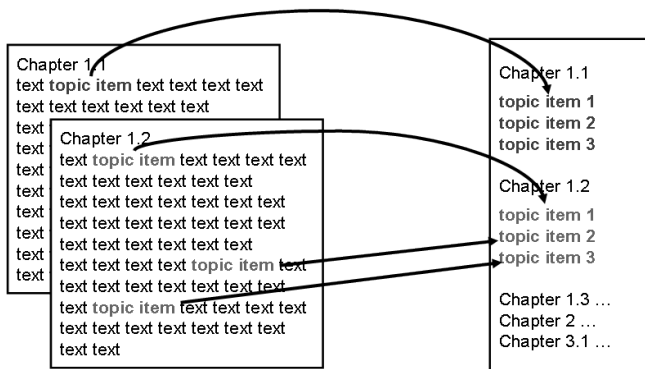 Chapter 1.1
text topic item text text text text
text text text text text text
text
text
text
text
text
text
text
text
Chapter 1.2
text topic item text text text text
text text text text text text
text text text text text text text
text text text text text text text
text text text text text text
text text text text topic item text
text text text text text text text
text topic item text text text text
text text text text text text text
text text
Chapter 1.1
topic item 1
topic item 2
topic item 3
Chapter 1.2
topic item 1
topic item 2
topic item 3
Chapter 1.3 …
Chapter 2 …
Chapter 3.1 …